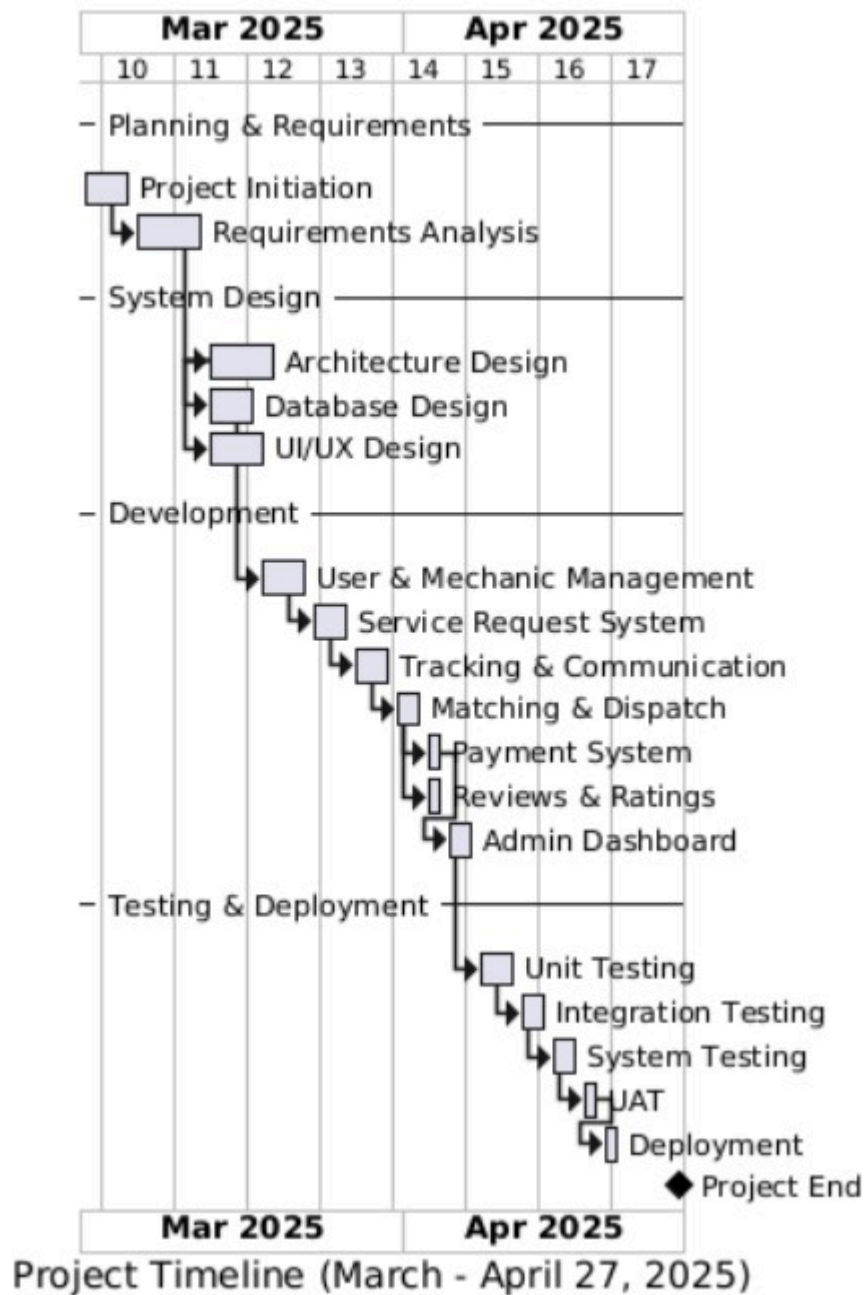 Mar 2025 Apr 2025
10 11 12 13 14 15 16 17
Planning & Requirements
Project Initiation
Requirements Analysis
System Design
Architecture Design
Database Design
UI/UX Design
Development
User & Mechanic Management
Service Request System
Tracking & Communication
Matching & Dispatch
Payment System
Reviews & Ratings
Admin Dashboard
Testing & Deployment
Unit Testing
Integration Testing
System Testing
UAT
Deployment
Project End
Mar 2025 Apr 2025
Project Timeline (March - April 27, 2025)